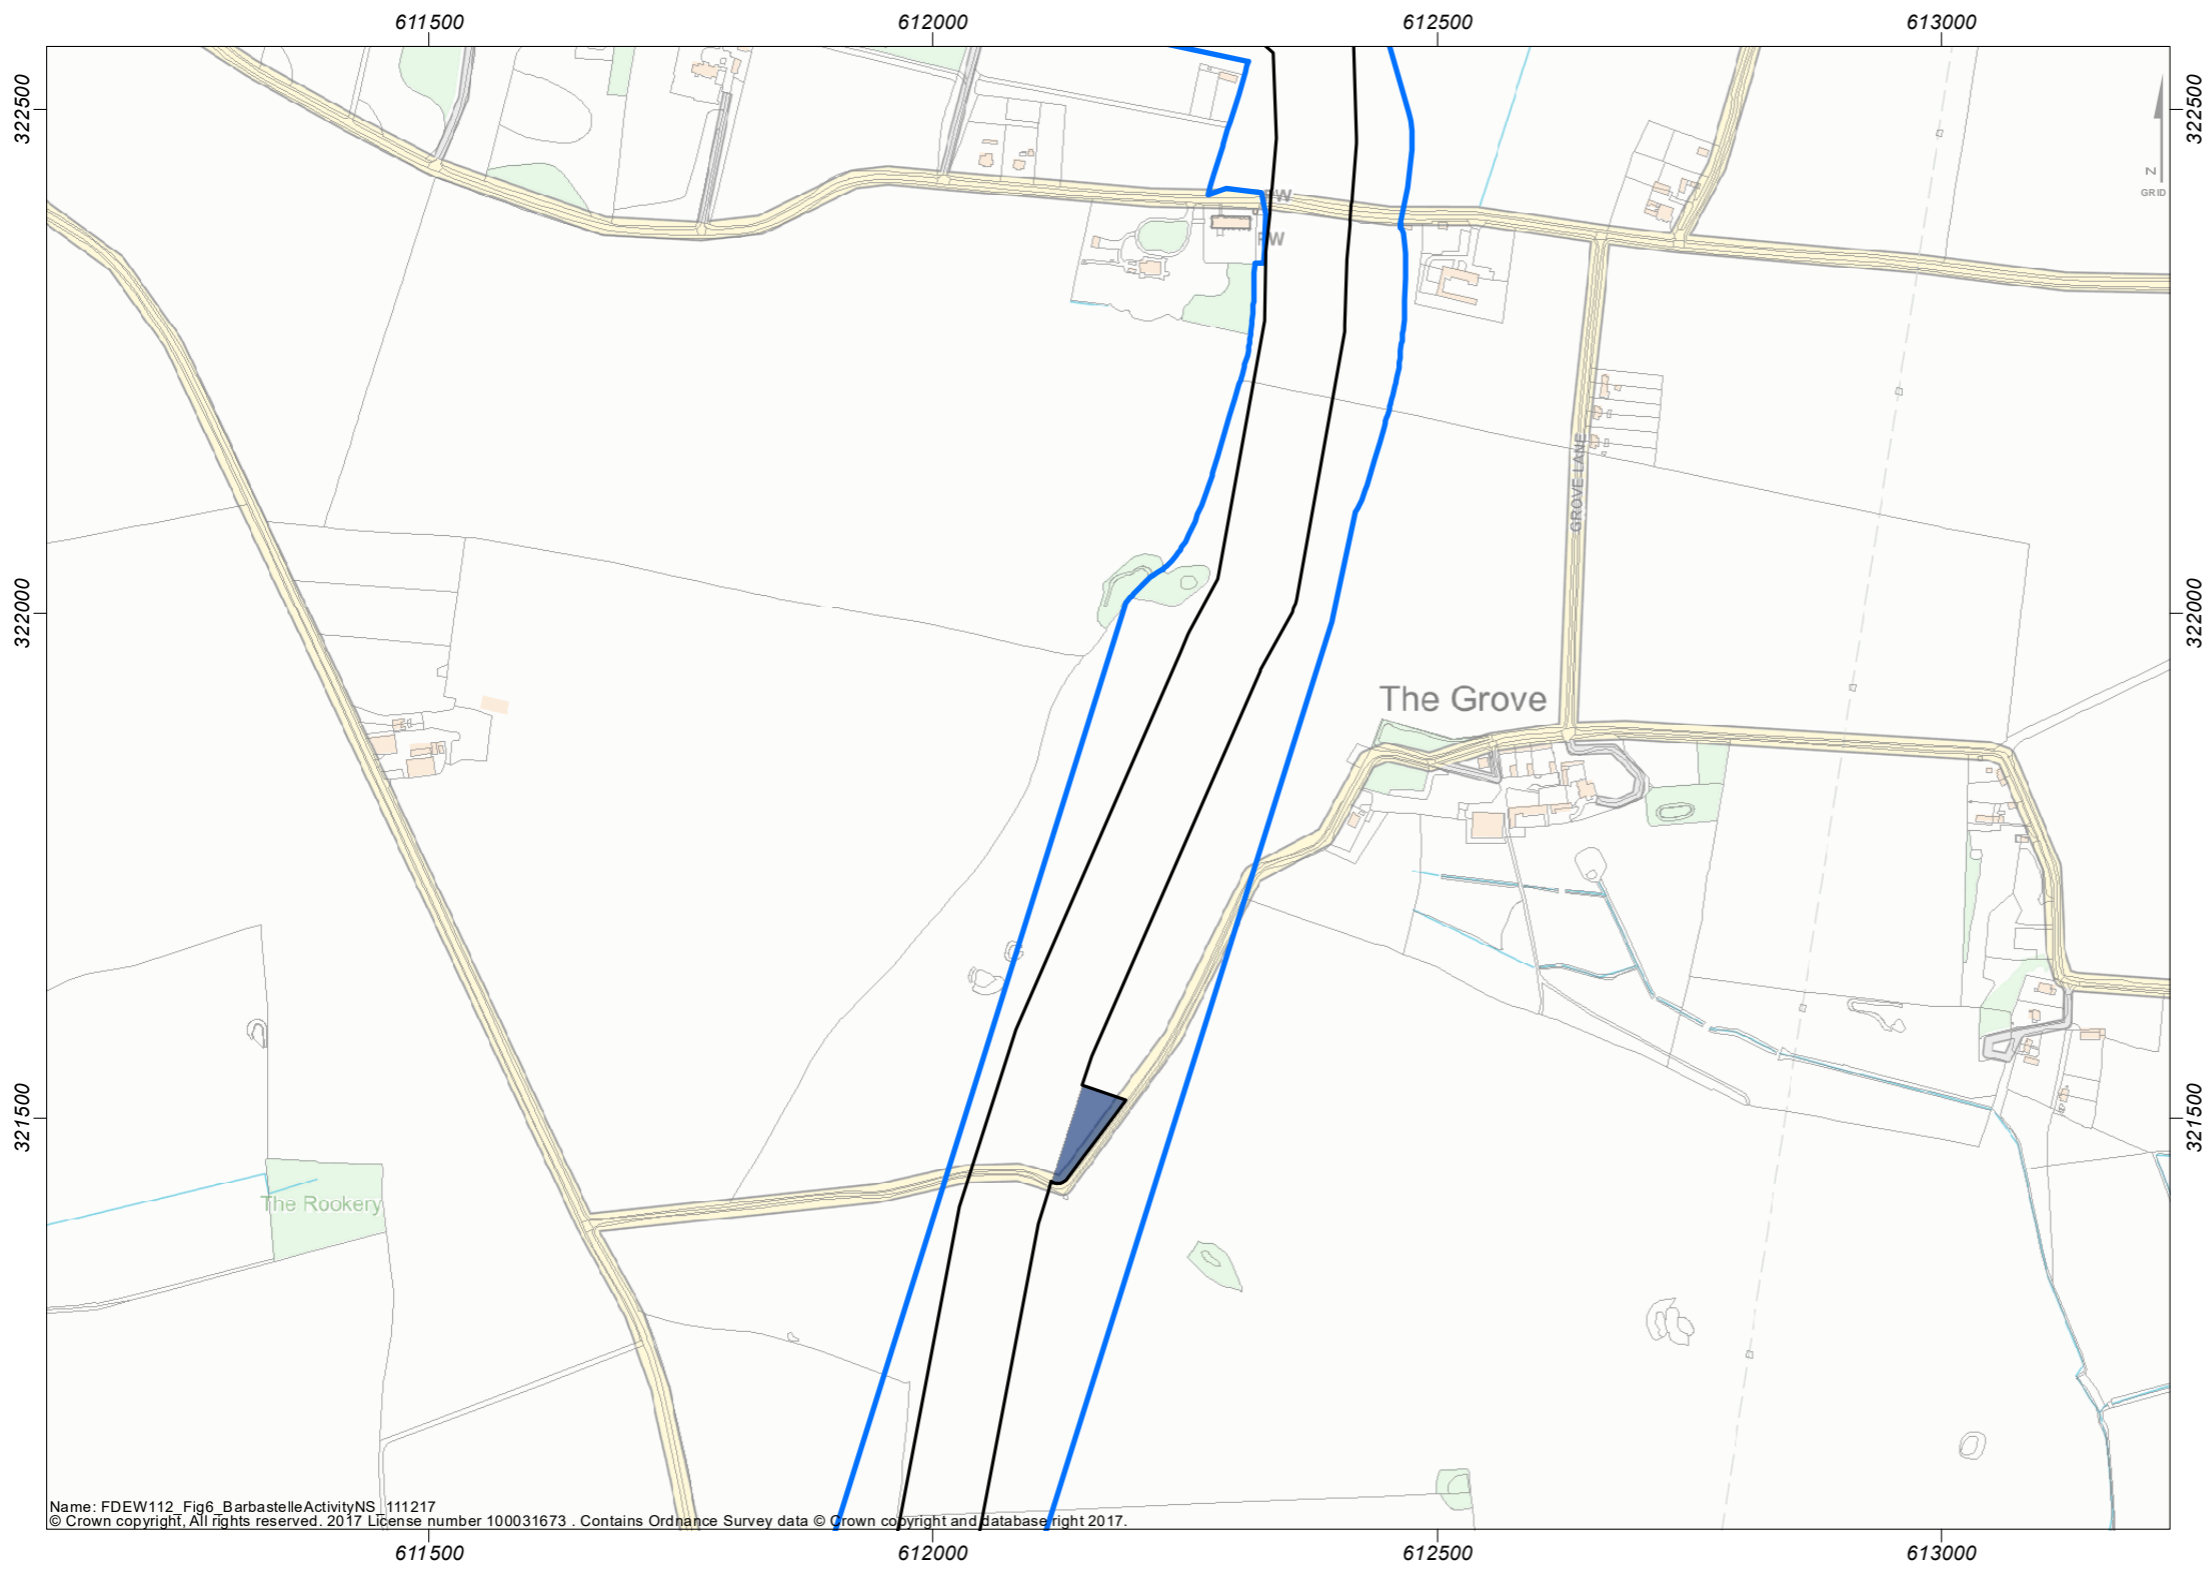 611500 612000 612500 613000
322500 322500
N
GRID
PW
PW
GROVE LANE
322000 322000
The Grove
321500 321500
The Rookery
Name: FDEW112_Fig6_BarbastelleActivityNS_111217
© Crown copyright, All rights reserved. 2017 License number 100031673 . Contains Ordnance Survey data © Crown copyright and database right 2017.
611500 612000 612500 613000